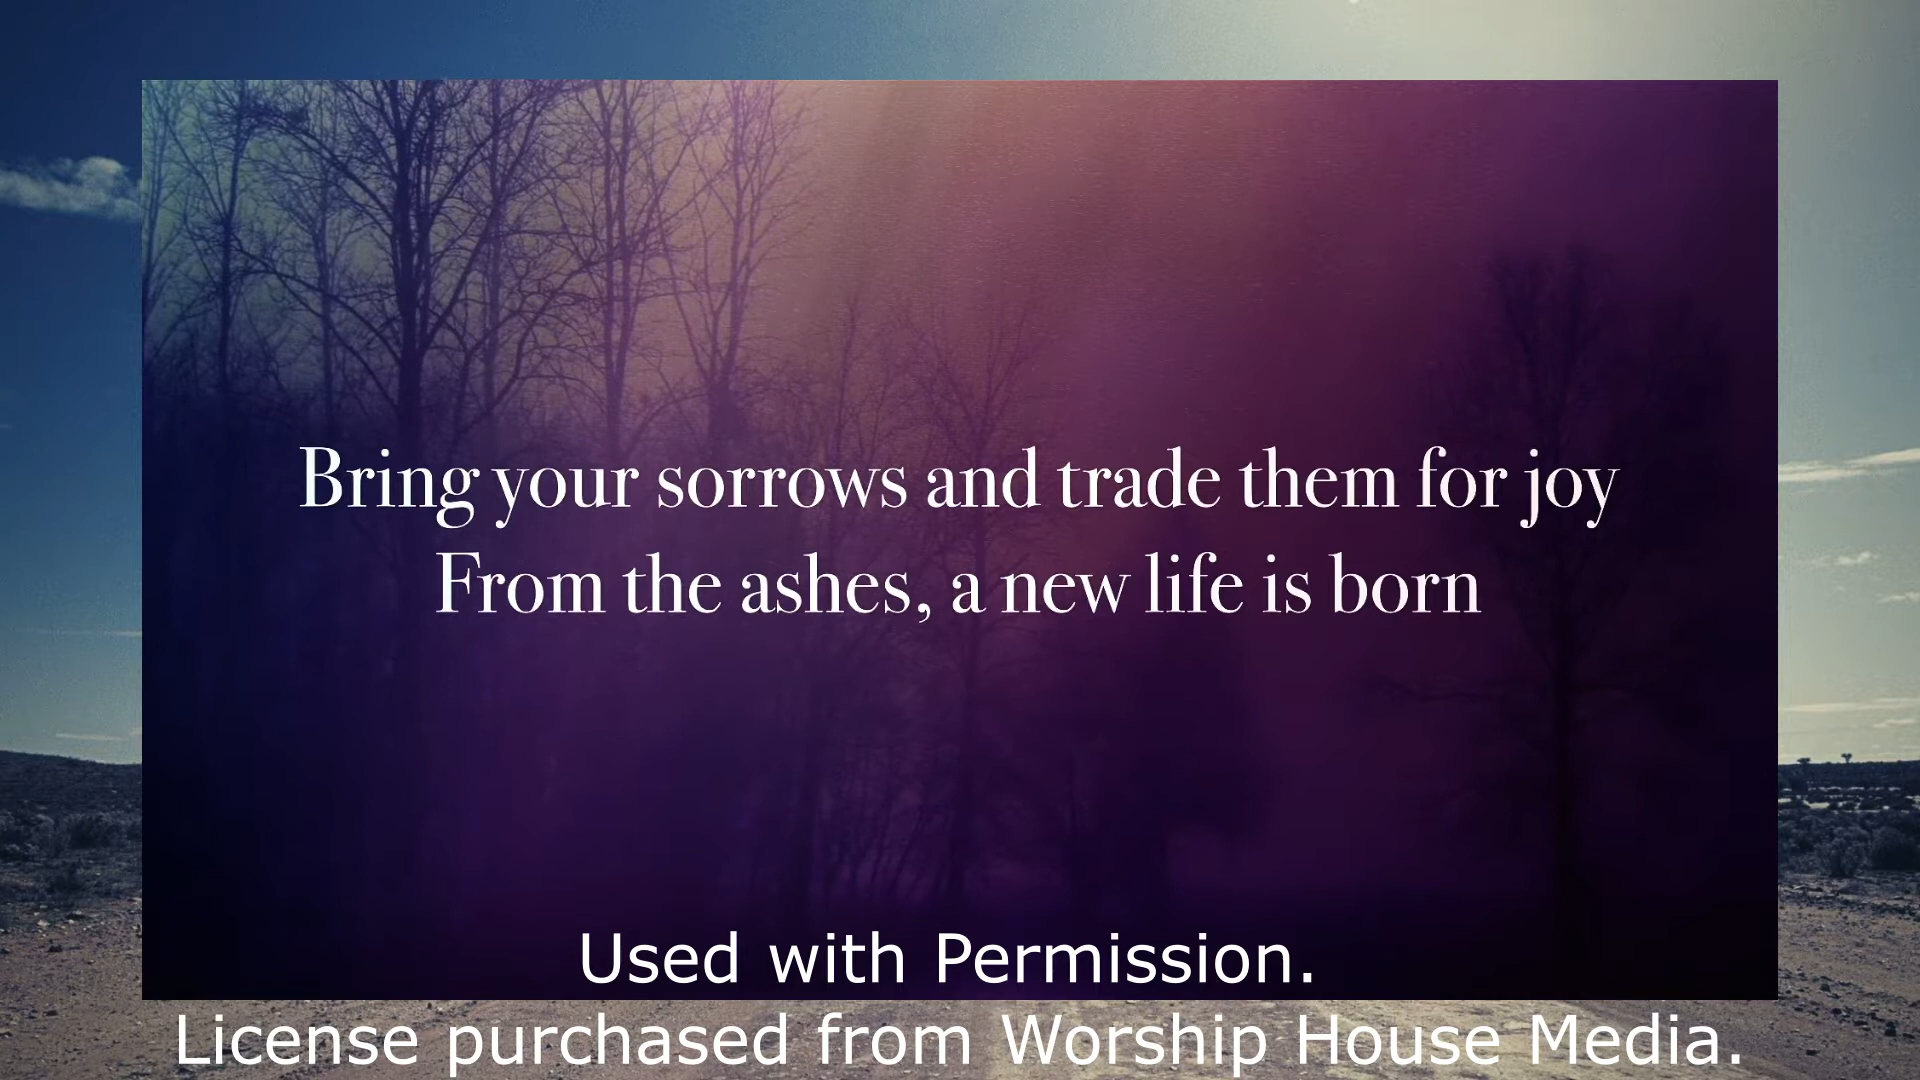 Bring your sorrows and trade them for joy
From the ashes, a new life is born
Used with Permission.
License purchased from Worship House Media.